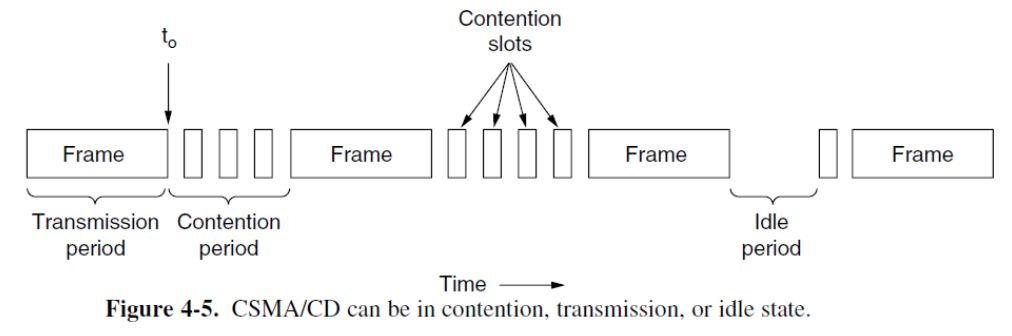 Contention
slots
to
Frame
Frame
Frame
Frame
Transmission
period
Contention
period
Idle
period
Time
Figure 4-5. CSMA/CD can be in contention, transmission, or idle state.